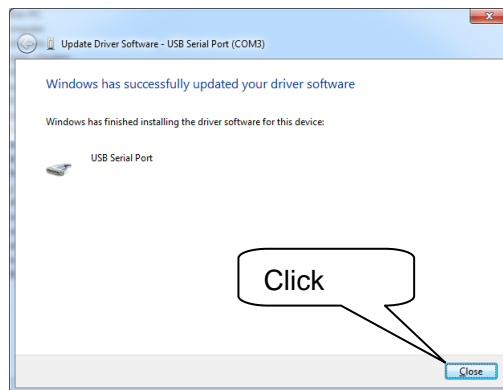 Update Driver Software - USB Serial Port (COM3)
Windows has successfully updated your driver software
Windows has finished installing the driver software for this device:
USB Serial Port
Click
Close